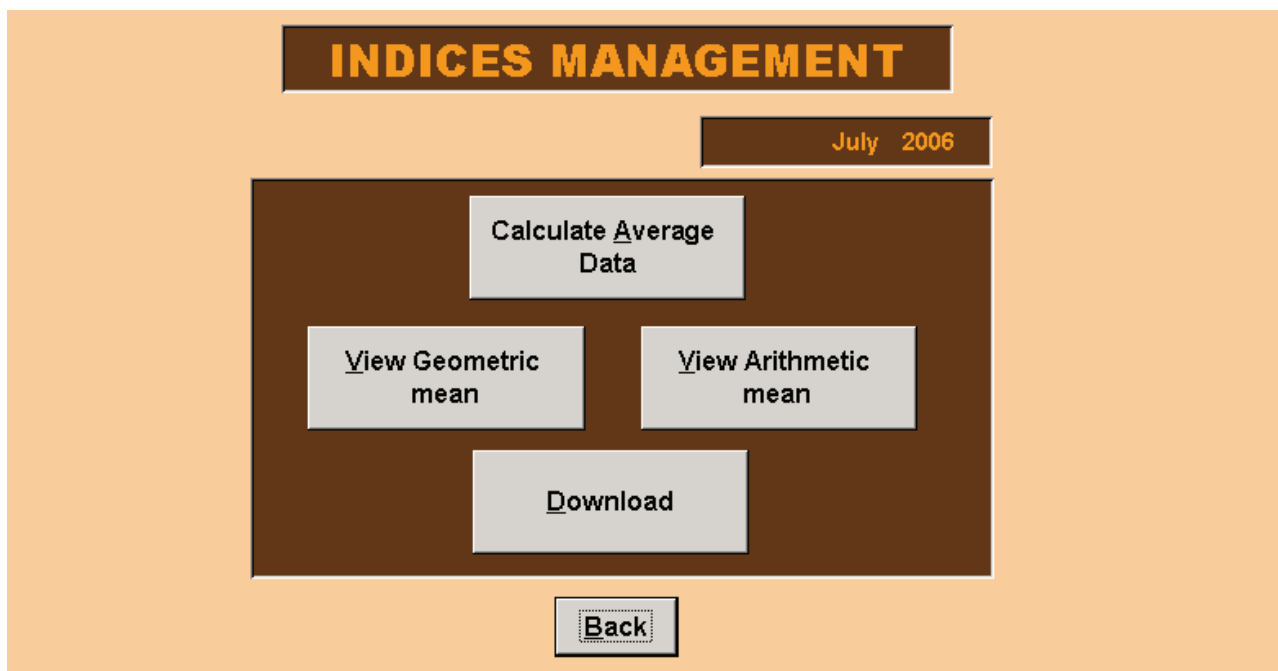 INDICES MANAGEMENT
July 2006
Calculate Average
Data
View Geometric
mean
View Arithmetic
mean
Download
Back